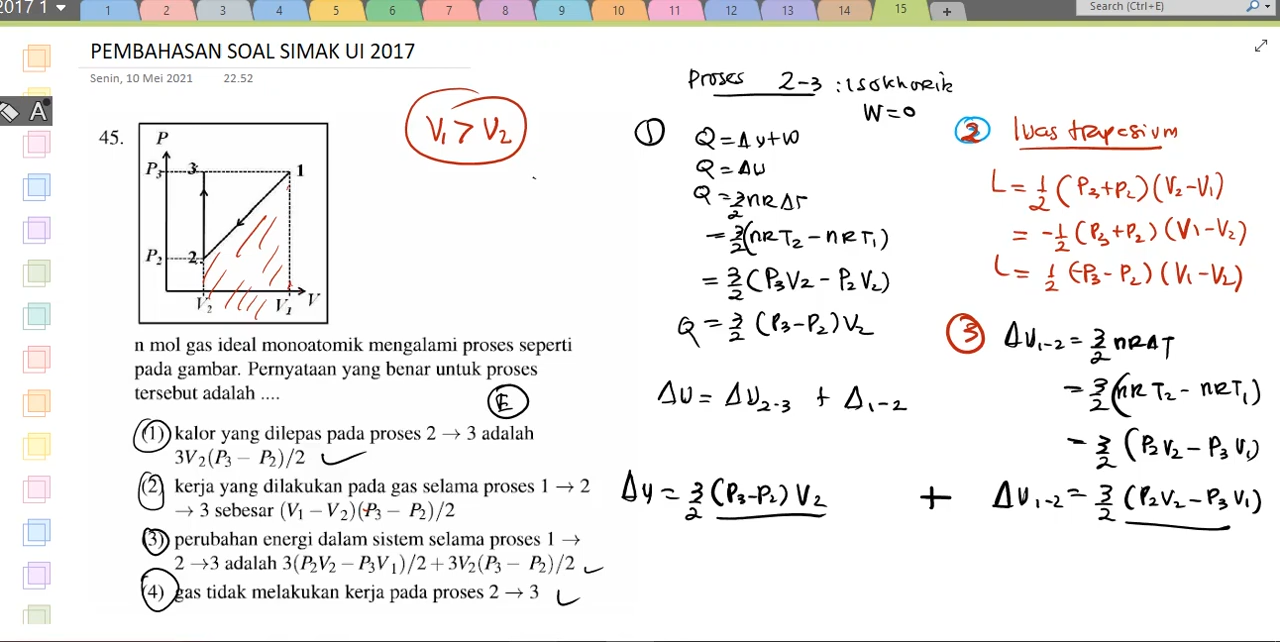 2017 1
1 2 3 4 5 6 7 8 9 10 11 12 13 14 15 +
Search (Ctrl+E)
PEMBAHASAN SOAL SIMAK UI 2017
Senin, 10 Mei 2021 22.52
A
45.
P
P₃ 3 1
P₂ 2
V₂ V₁ V
V₁ > V₂
n mol gas ideal monoatomik mengalami proses seperti
pada gambar. Pernyataan yang benar untuk proses
tersebut adalah ....
E
(1) kalor yang dilepas pada proses 2 → 3 adalah
3V₂(P₃ − P₂)/2
(2) kerja yang dilakukan pada gas selama proses 1 → 2
→ 3 sebesar (V₁ − V₂)(P₃ − P₂)/2
(3) perubahan energi dalam sistem selama proses 1 →
2 →3 adalah 3(P₂V₂ − P₃V₁)/2 + 3V₂(P₃ − P₂)/2
(4) gas tidak melakukan kerja pada proses 2 → 3
Proses 2-3 : Isokhorik
W=0
1
Q = ΔU+W
Q = ΔU
Q = 3/2 nRΔT
= 3/2 (nRT₂ − nRT₁)
= 3/2 (P₃V₂ − P₂V₂)
Q = 3/2 (P₃−P₂)V₂
ΔU = ΔU₂₋₃ + Δ₁₋₂
ΔU = 3/2 (P₃−P₂)V₂ + ΔU₁₋₂ = 3/2 (P₂V₂ − P₃V₁)
2 luas trapesium
L = 1/2 (P₃+P₂)(V₂−V₁)
= −1/2 (P₃+P₂)(V₁−V₂)
L = 1/2 (−P₃−P₂)(V₁−V₂)
3 ΔU₁₋₂ = 3/2 nRΔT
= 3/2 (nRT₂ − nRT₁)
= 3/2 (P₂V₂ − P₃V₁)